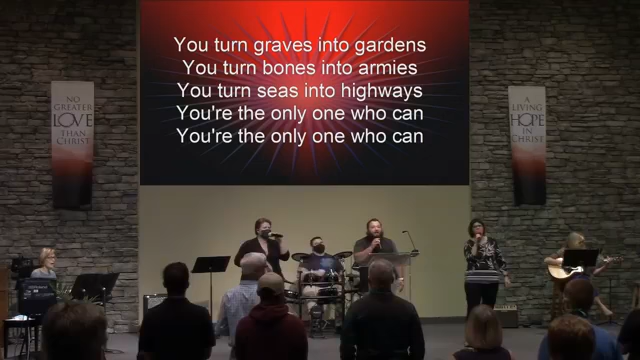 You turn graves into gardens
You turn bones into armies
You turn seas into highways
You're the only one who can
You're the only one who can
NO
GREATER
LOVE
THAN
CHRIST
A
LIVING
HOPE
IN
CHRIST